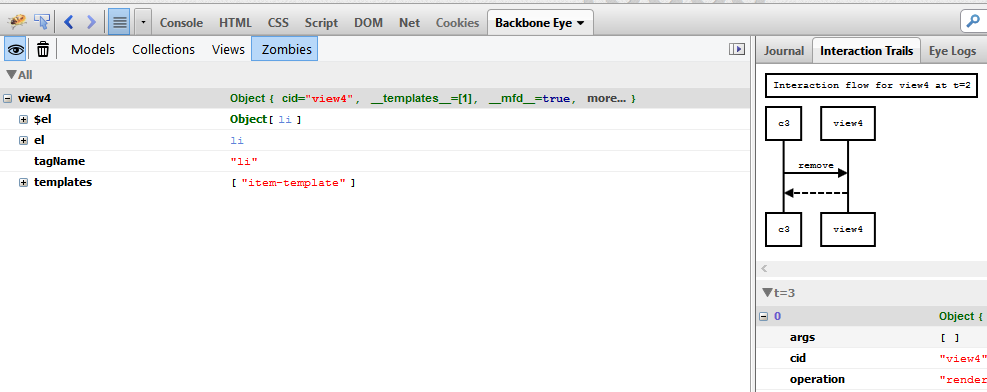 Console HTML CSS Script DOM Net Cookies Backbone Eye
Models Collections Views Zombies
All
view4 Object { cid="view4", __templates__=[1], __mfd__=true, more... }
$el Object[ li ]
el li
tagName "li"
templates [ "item-template" ]
Journal Interaction Trails Eye Logs
Interaction flow for view4 at t=2
c3 view4
remove
c3 view4
t=3
0 Object {
args [ ]
cid "view4"
operation "render